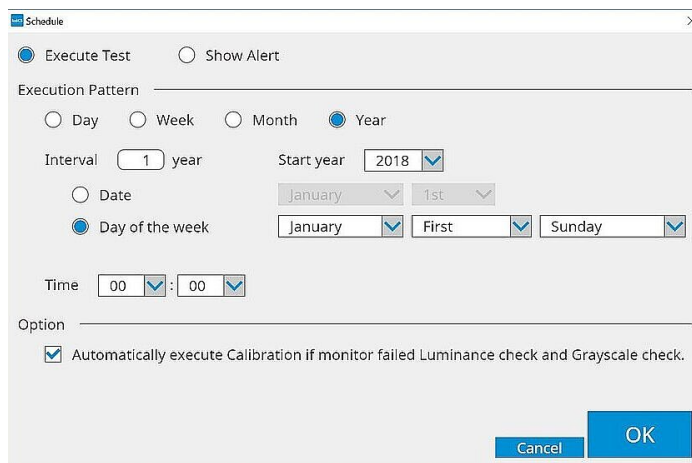 Schedule
Execute Test Show Alert
Execution Pattern
Day Week Month Year
Interval 1 year Start year 2018
Date January 1st
Day of the week January First Sunday
Time 00 : 00
Option
Automatically execute Calibration if monitor failed Luminance check and Grayscale check.
Cancel OK